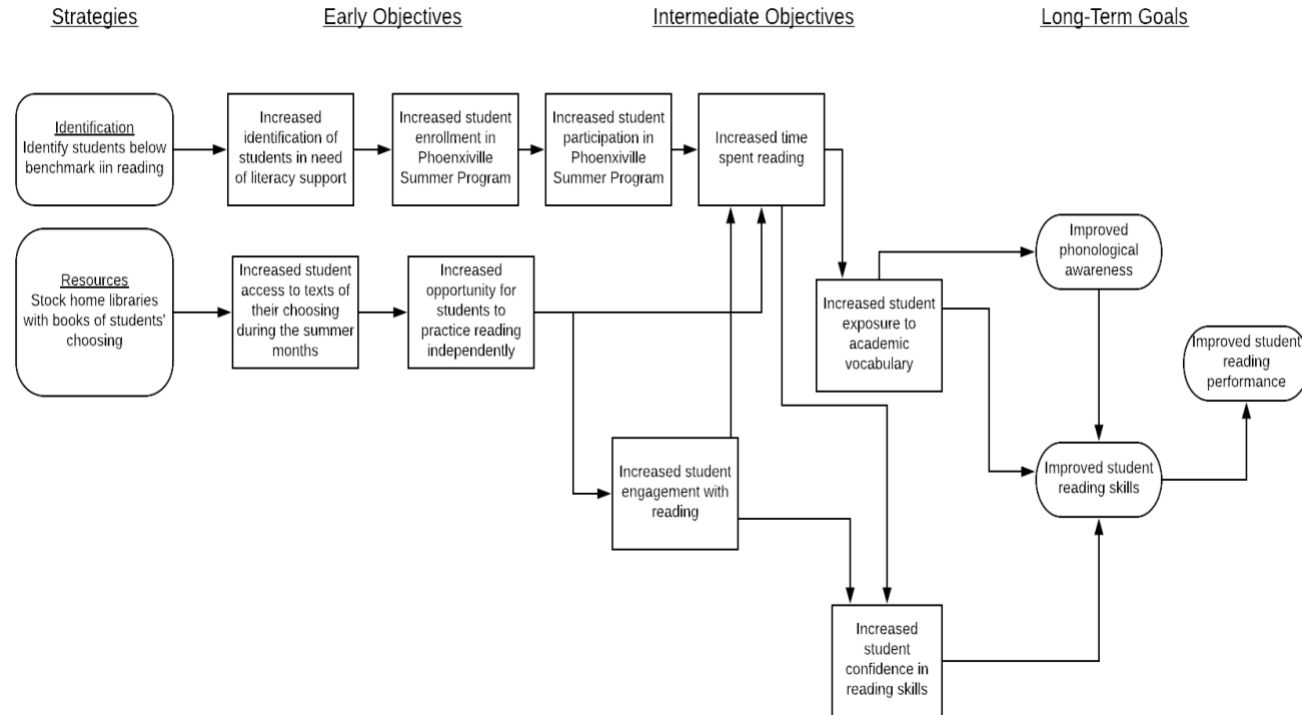 Strategies
Early Objectives
Intermediate Objectives
Long-Term Goals
Identification
Identify students below
benchmark iin reading
Increased
identification of
students in need
of literacy support
Increased student
enrollment in
Phoenxiville
Summer Program
Increased student
participation in
Phoenxiville
Summer Program
Increased time
spent reading
Resources
Stock home libraries
with books of students'
choosing
Increased student
access to texts of
their choosing
during the summer
months
Increased
opportunity for
students to
practice reading
independently
Increased student
engagement with
reading
Increased student
exposure to
academic
vocabulary
Increased
student
confidence in
reading skills
Improved
phonological
awareness
Improved student
reading skills
Improved student
reading
performance